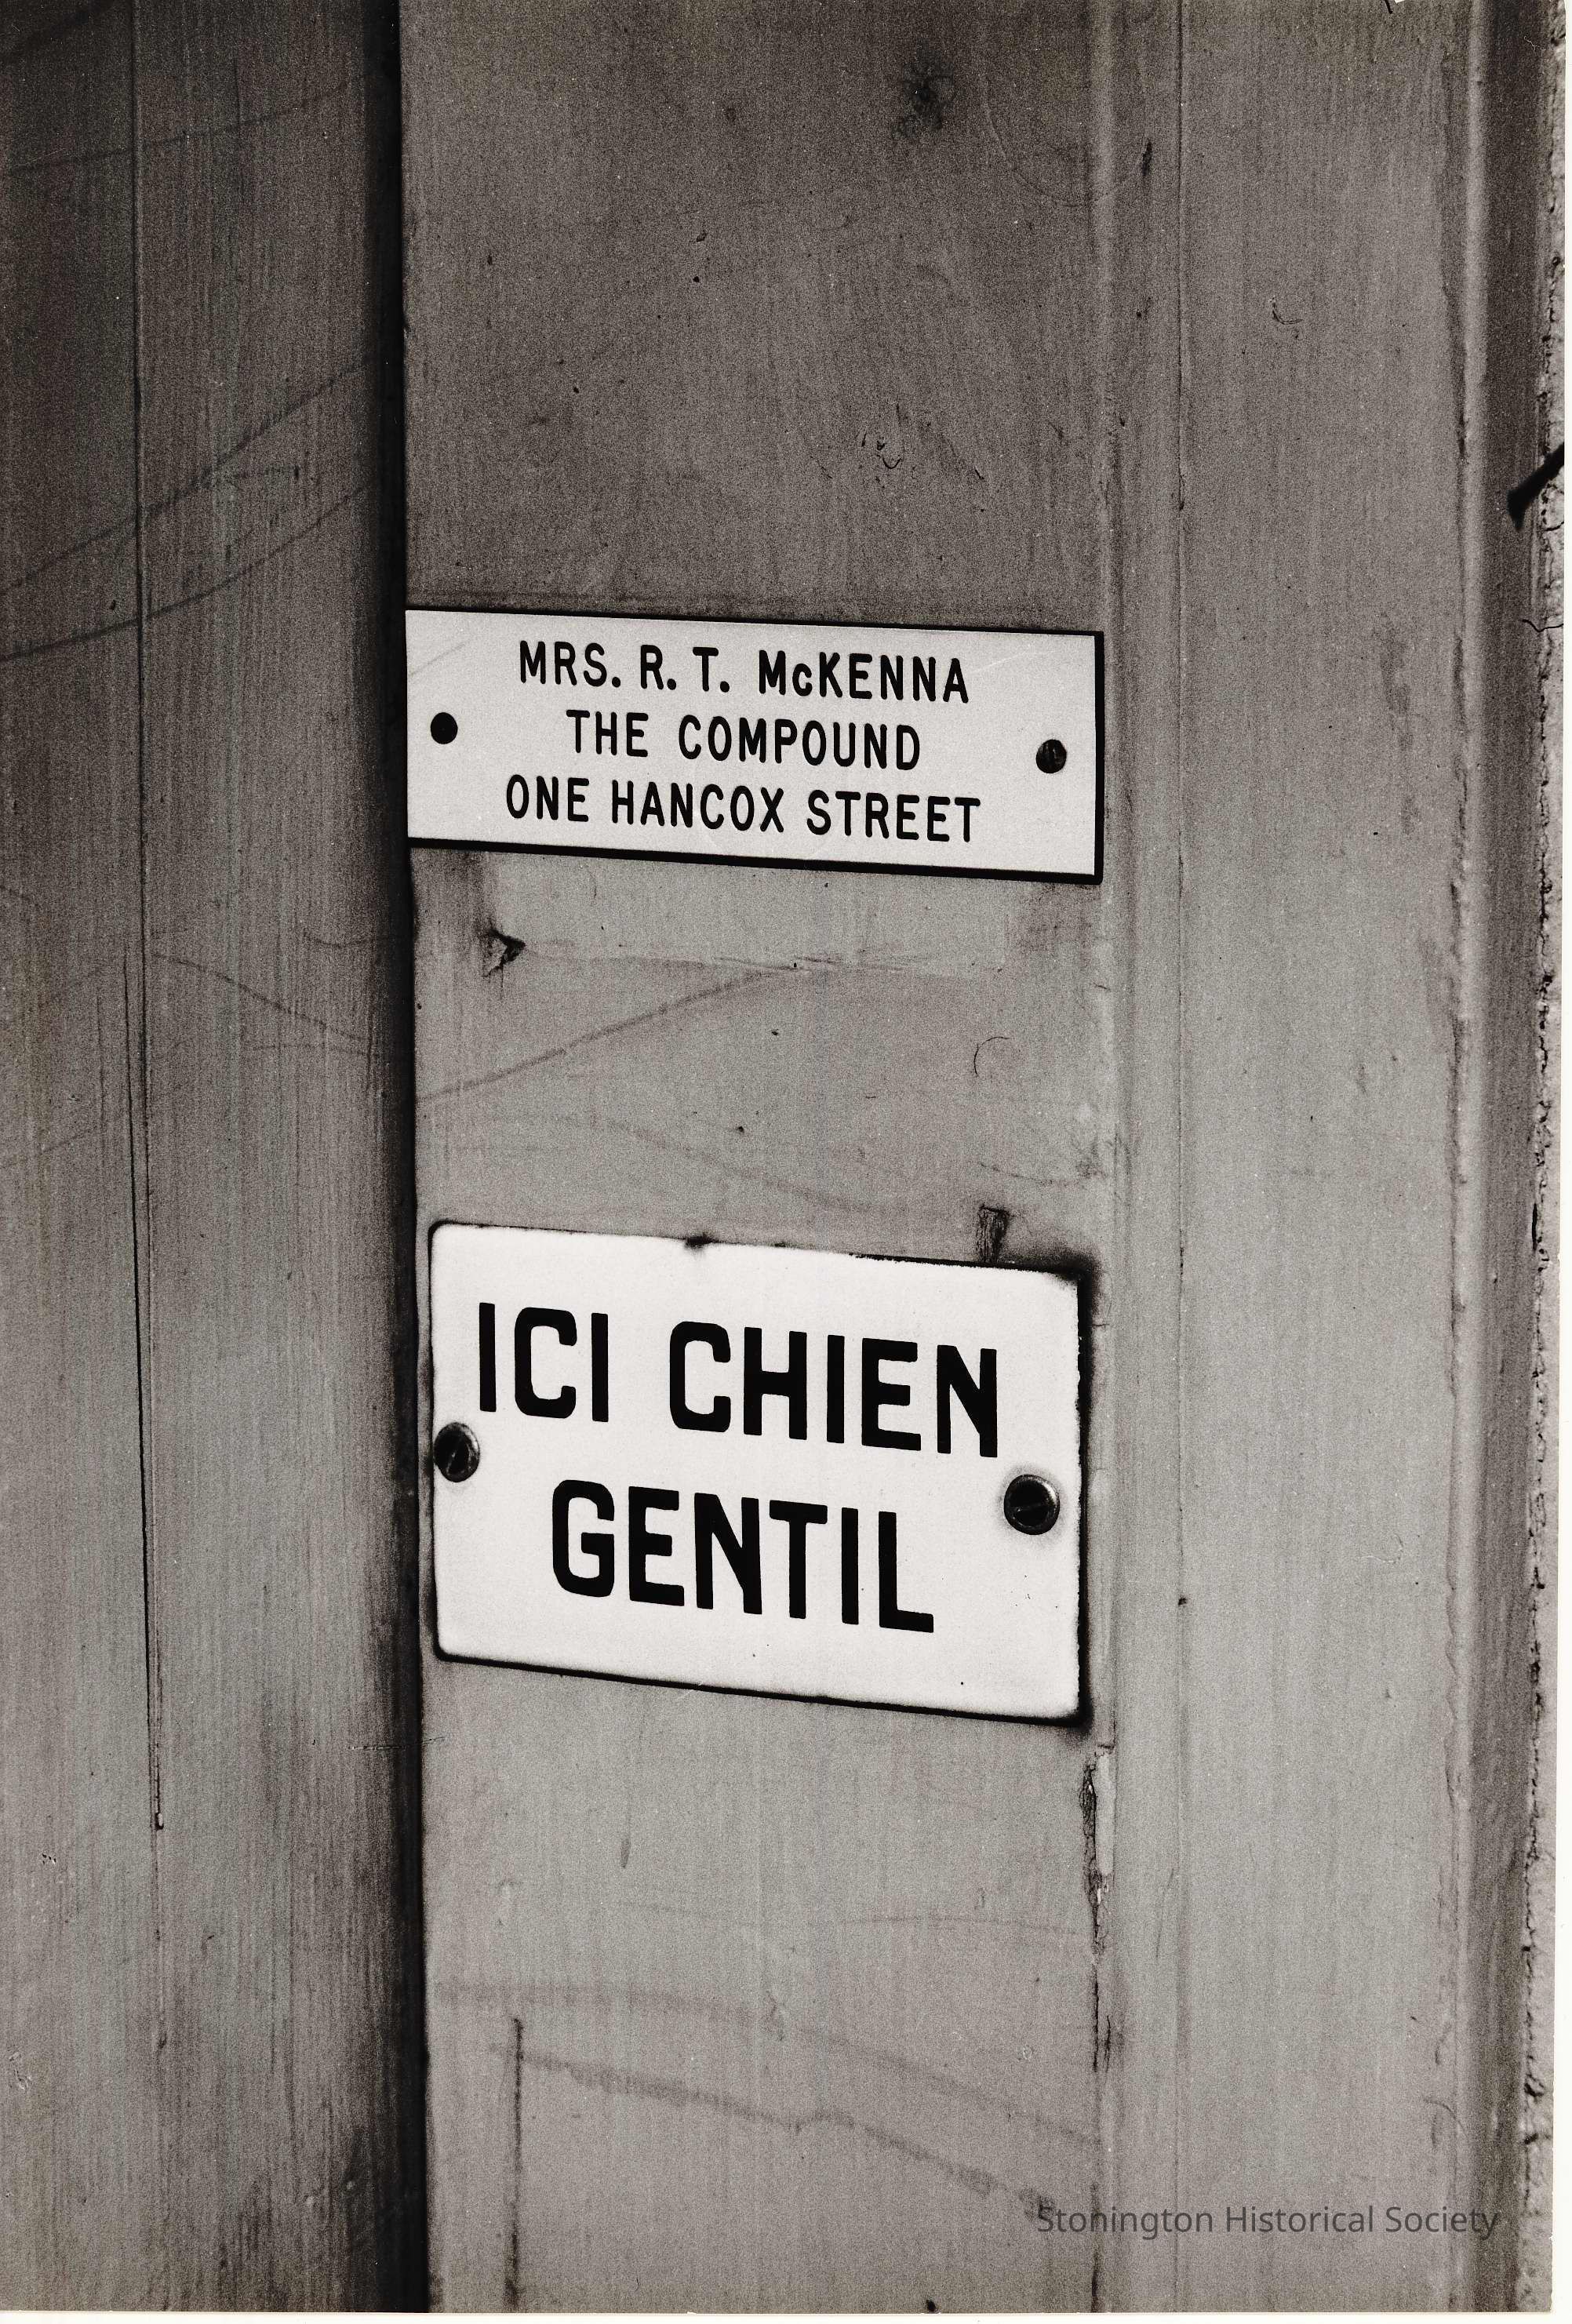 MRS. R. T. McKENNA
THE COMPOUND
ONE HANCOX STREET
ICI CHIEN
GENTIL
Stonington Historical Society